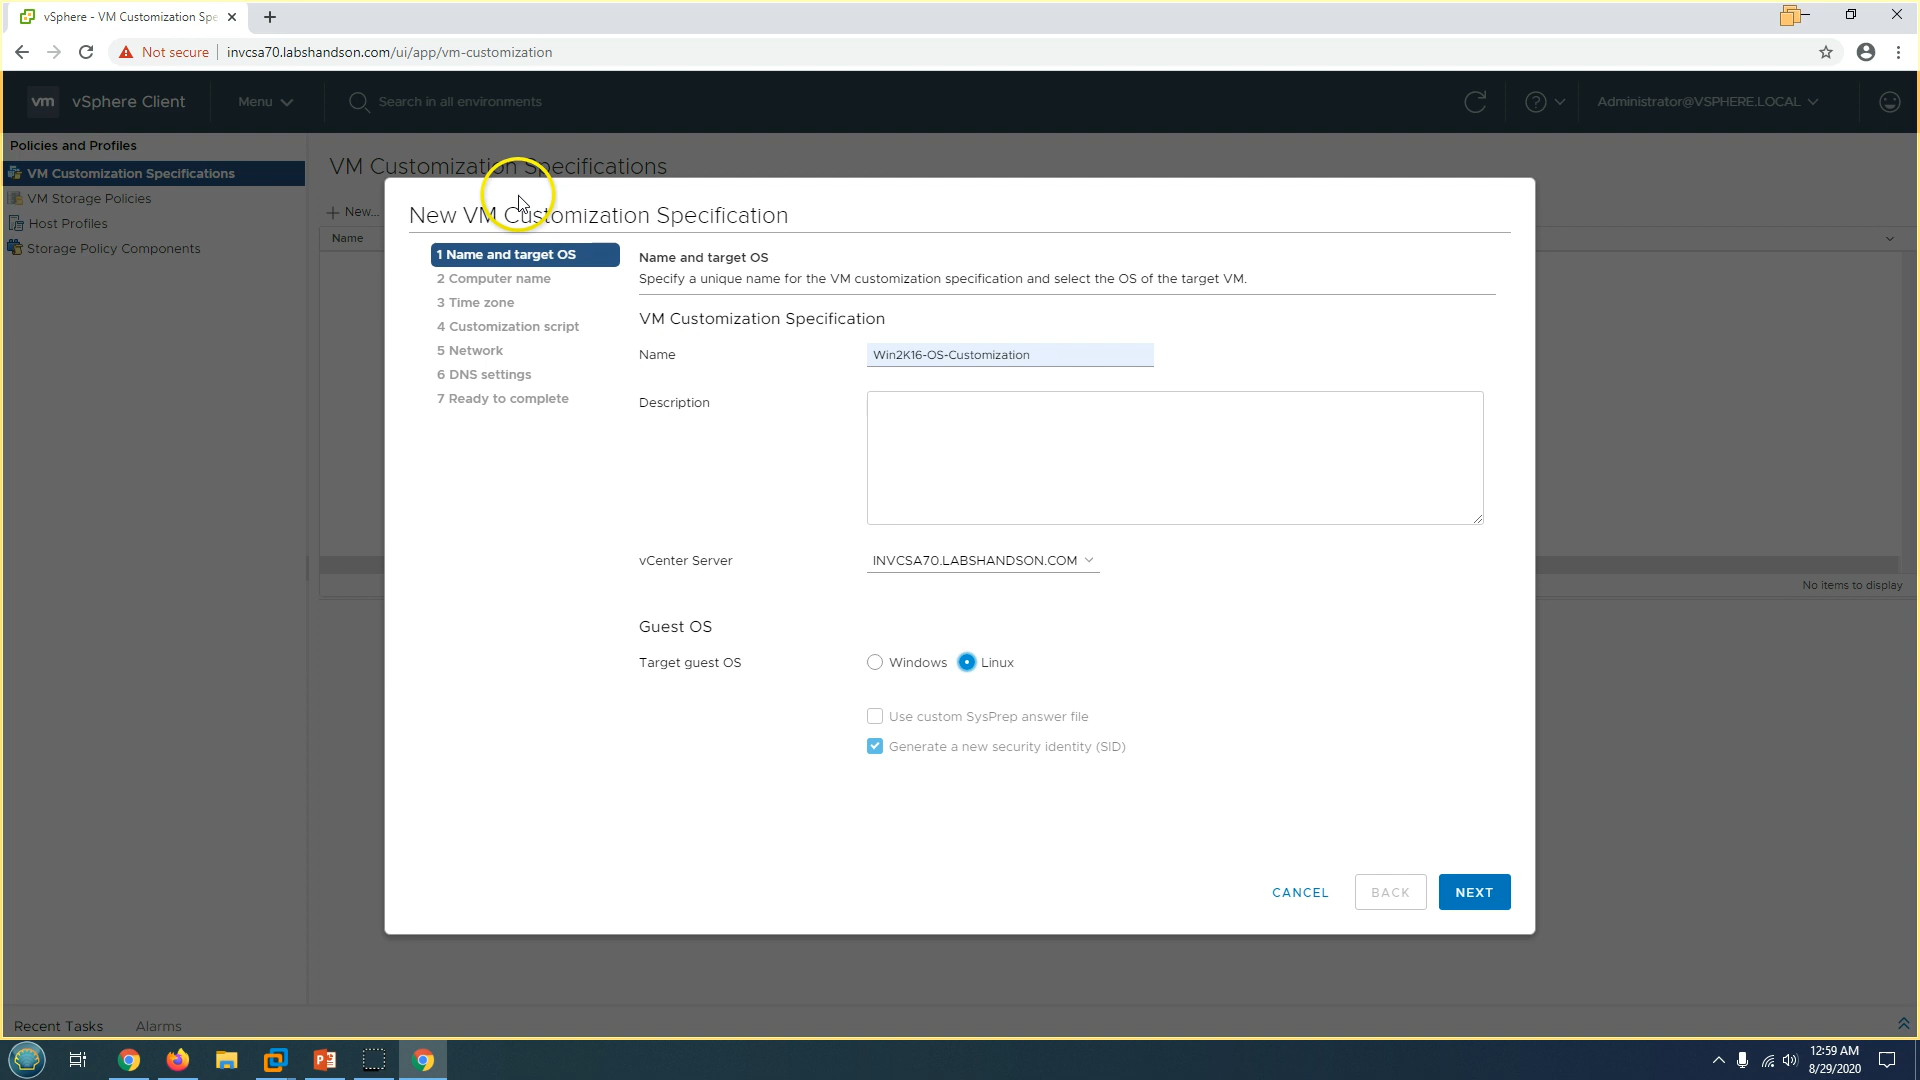 vSphere - VM Customization Spe
Not secure
invcsa70.labshandson.com/ui/app/vm-customization
vm
vSphere Client
Menu
Search in all environments
Administrator@VSPHERE.LOCAL
Policies and Profiles
VM Customization Specifications
VM Storage Policies
Host Profiles
Storage Policy Components
VM Customization Specifications
New...
Name
No items to display
New VM Customization Specification
1 Name and target OS
2 Computer name
3 Time zone
4 Customization script
5 Network
6 DNS settings
7 Ready to complete
Name and target OS
Specify a unique name for the VM customization specification and select the OS of the target VM.
VM Customization Specification
Name
Win2K16-OS-Customization
Description
vCenter Server
INVCSA70.LABSHANDSON.COM
Guest OS
Target guest OS
Windows
Linux
Use custom SysPrep answer file
Generate a new security identity (SID)
CANCEL
BACK
NEXT
Recent Tasks
Alarms
12:59 AM
8/29/2020